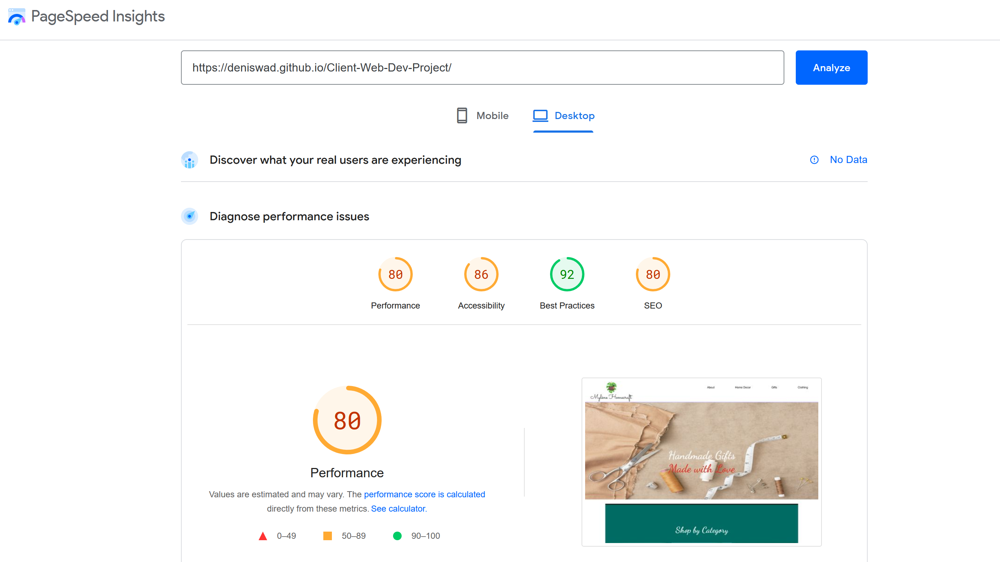 PageSpeed Insights
https://deniswad.github.io/Client-Web-Dev-Project/
Analyze
Mobile
Desktop
Discover what your real users are experiencing
No Data
Diagnose performance issues
80
86
92
80
Performance
Accessibility
Best Practices
SEO
80
Performance
Values are estimated and may vary. The performance score is calculated
directly from these metrics. See calculator.
0–49
50–89
90–100
About
Home Decor
Gifts
Clothing
Mylène Homecraft
Handmade Gifts
Made with Love
Shop by Category